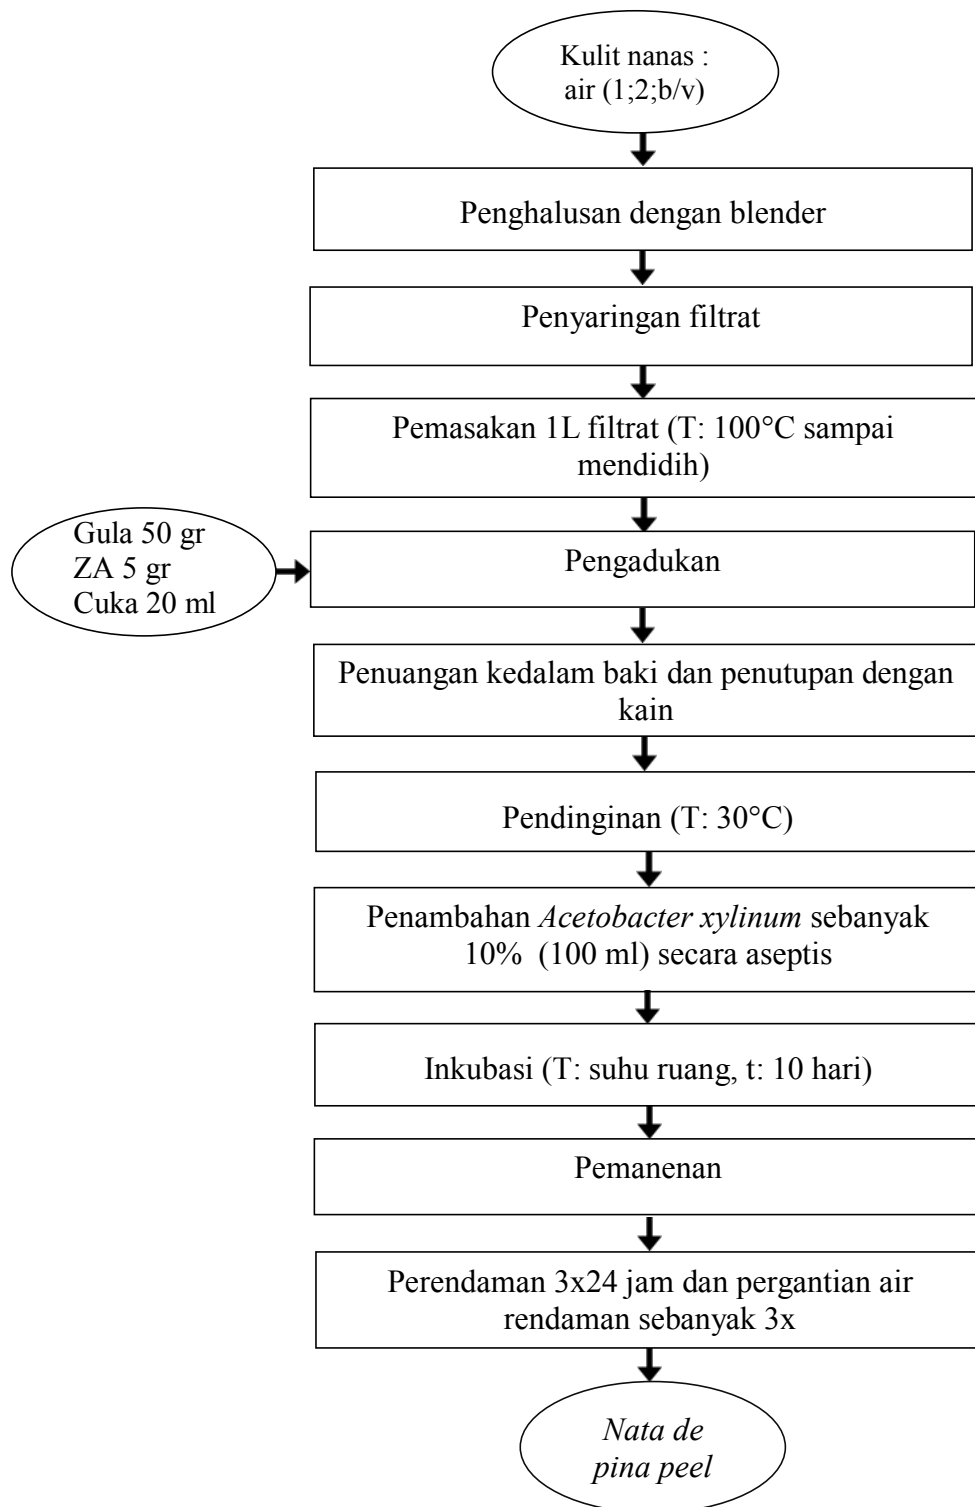 Kulit nanas :
air (1;2;b/v)
Penghalusan dengan blender
Penyaringan filtrat
Pemasakan 1L filtrat (T: 100°C sampai
mendidih)
Gula 50 gr
ZA 5 gr
Cuka 20 ml
Pengadukan
Penuangan kedalam baki dan penutupan dengan
kain
Pendinginan (T: 30°C)
Penambahan Acetobacter xylinum sebanyak
10% (100 ml) secara aseptis
Inkubasi (T: suhu ruang, t: 10 hari)
Pemanenan
Perendaman 3x24 jam dan pergantian air
rendaman sebanyak 3x
Nata de
pina peel